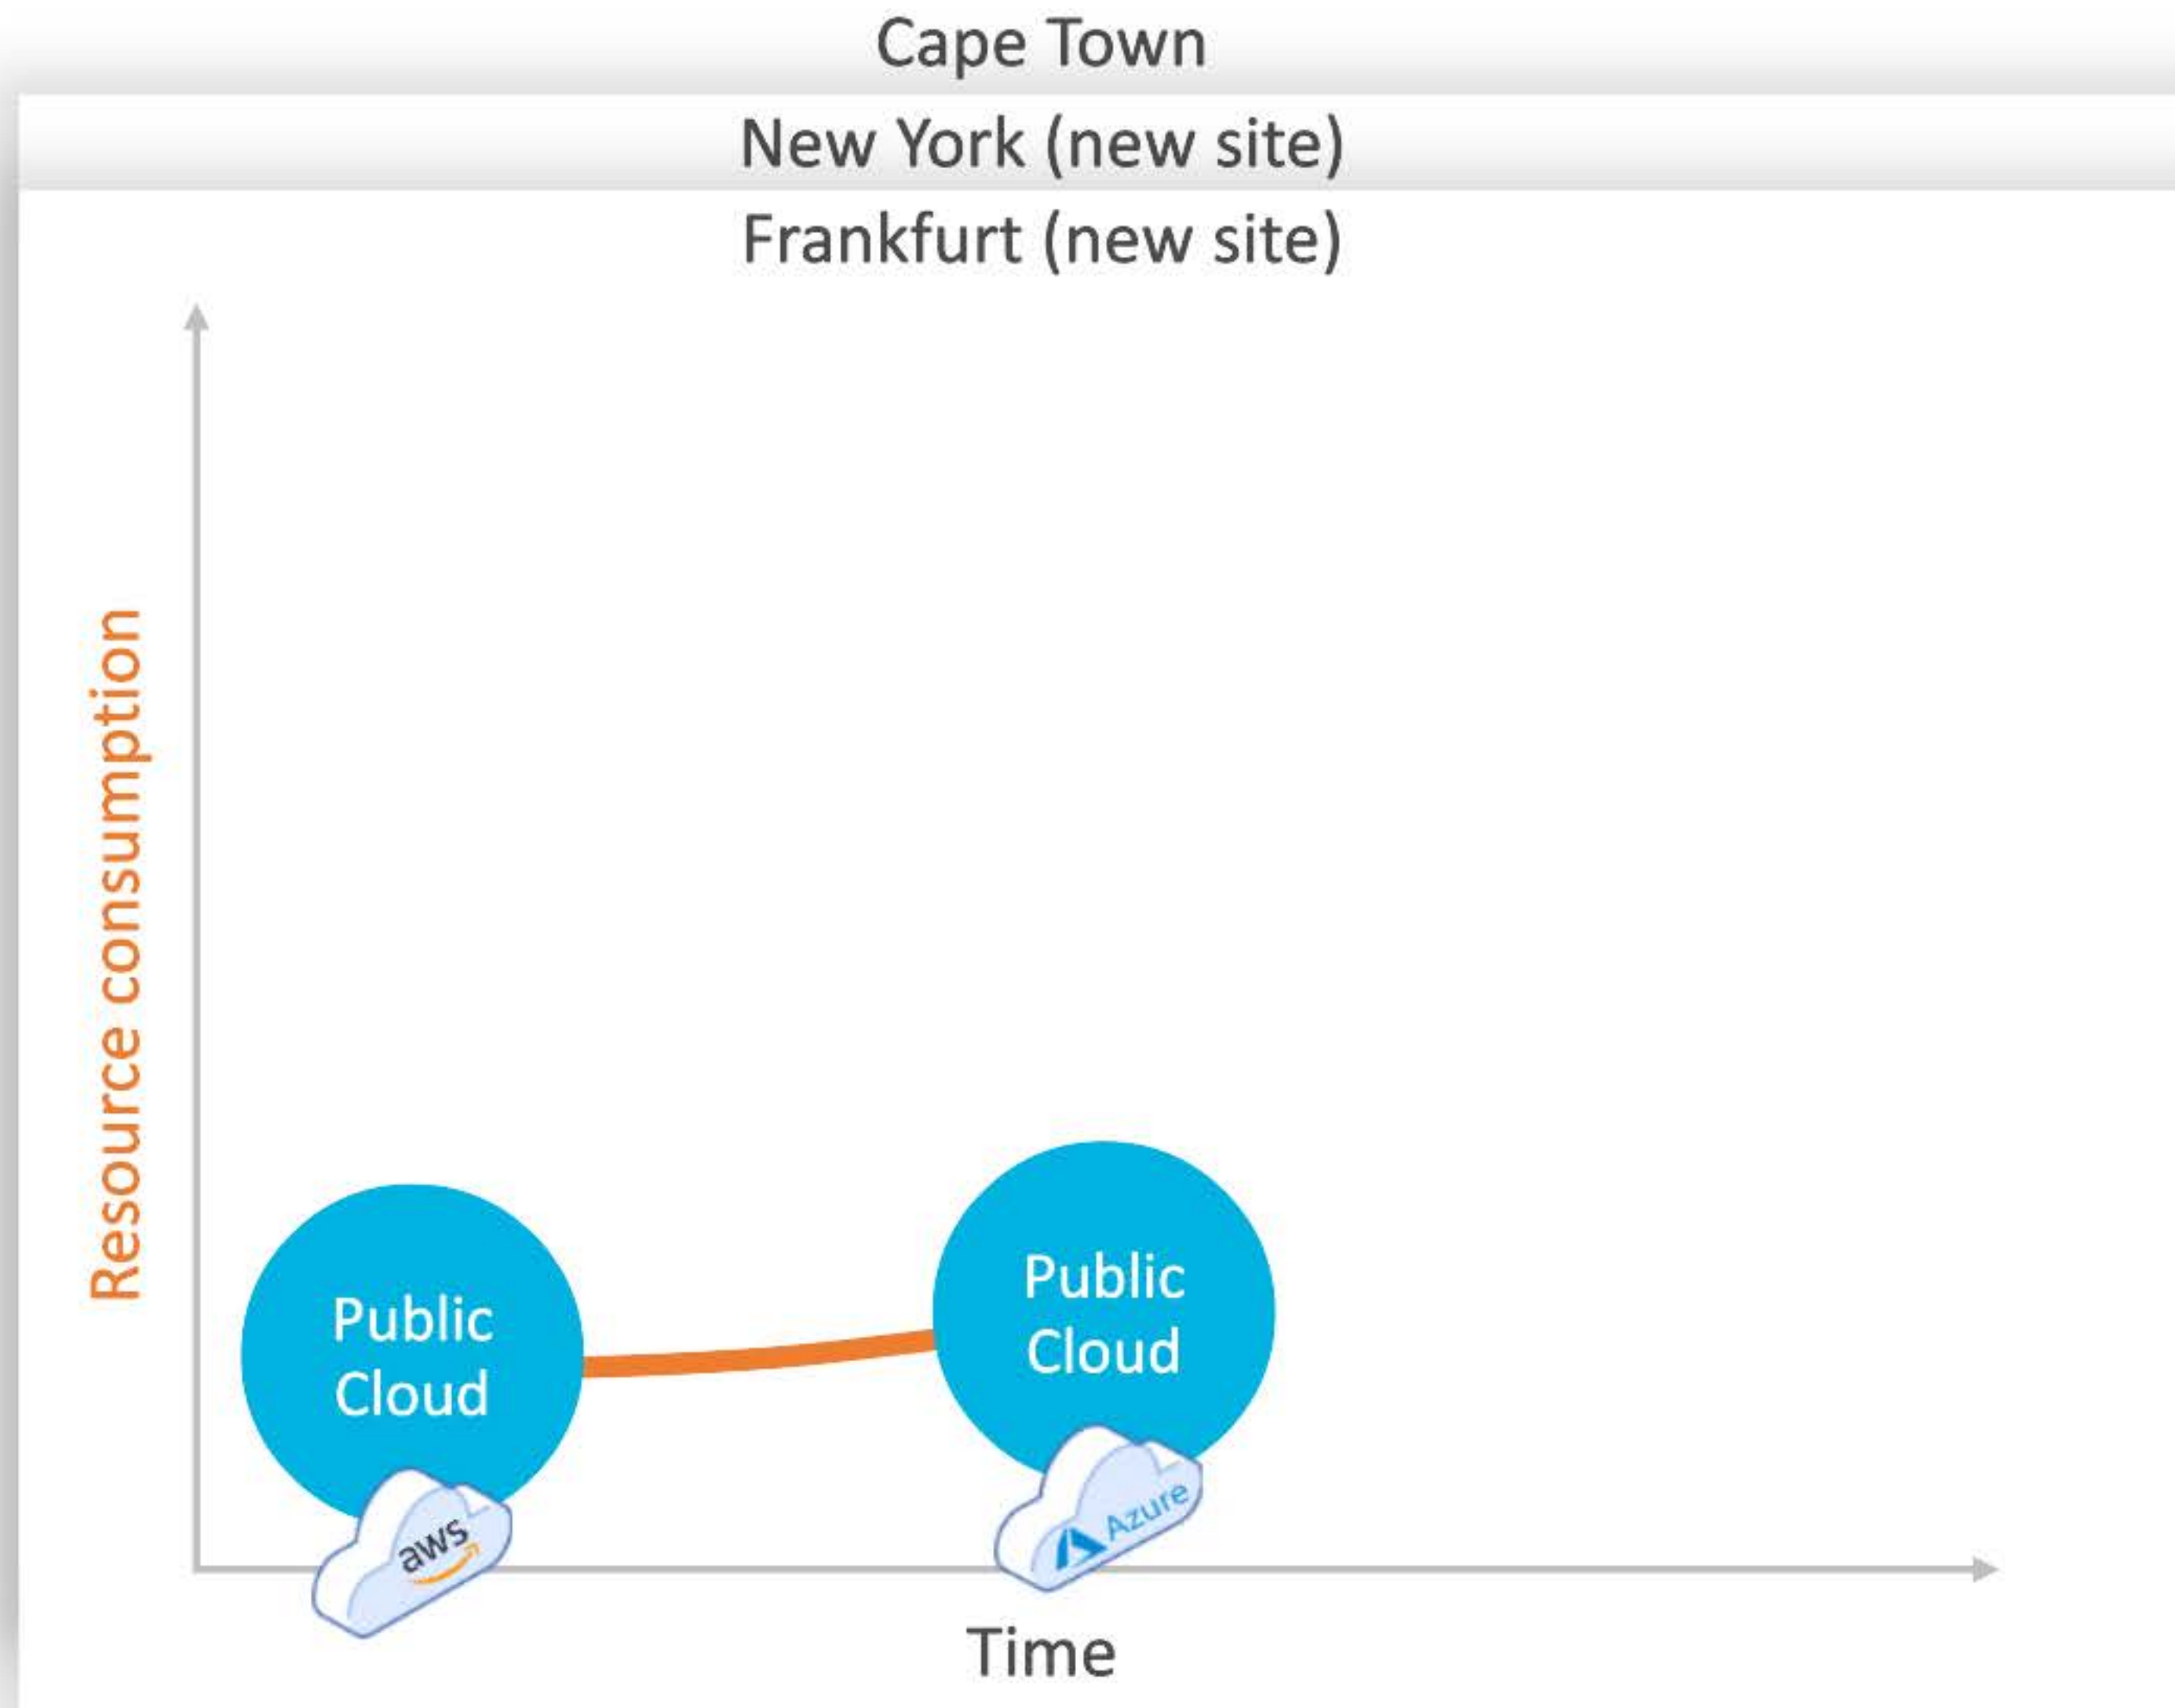 Cape Town
New York (new site)
Frankfurt (new site)
Resource consumption
Public
Cloud
aws
Public
Cloud
Azure
Time